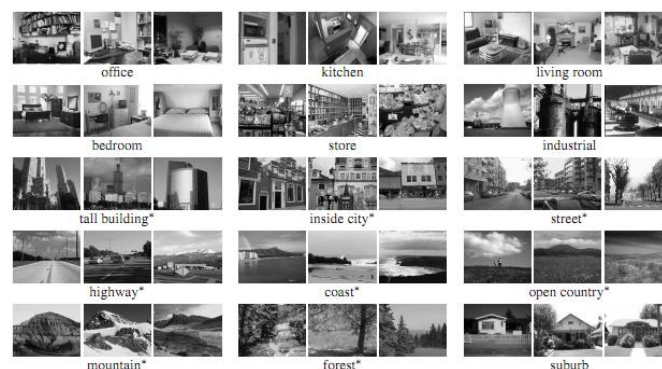 office kitchen living room
bedroom store industrial
tall building* inside city* street*
highway* coast* open country*
mountain* forest* suburb